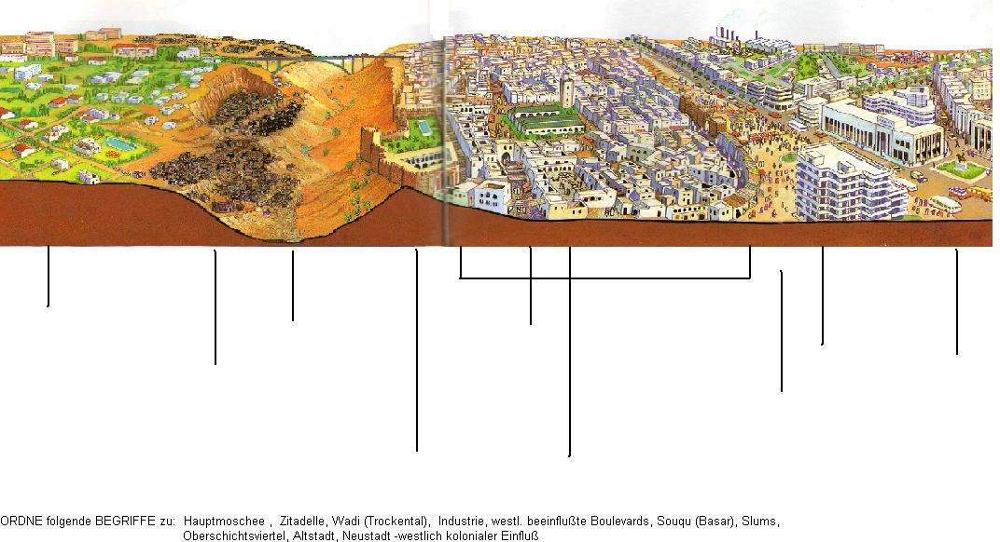 ORDNE folgende BEGRIFFE zu: Hauptmoschee , Zitadelle, Wadi (Trockental), Industrie, westl. beeinflußte Boulevards, Souqu (Basar), Slums,
Oberschichtsviertel, Altstadt, Neustadt -westlich kolonialer Einfluß